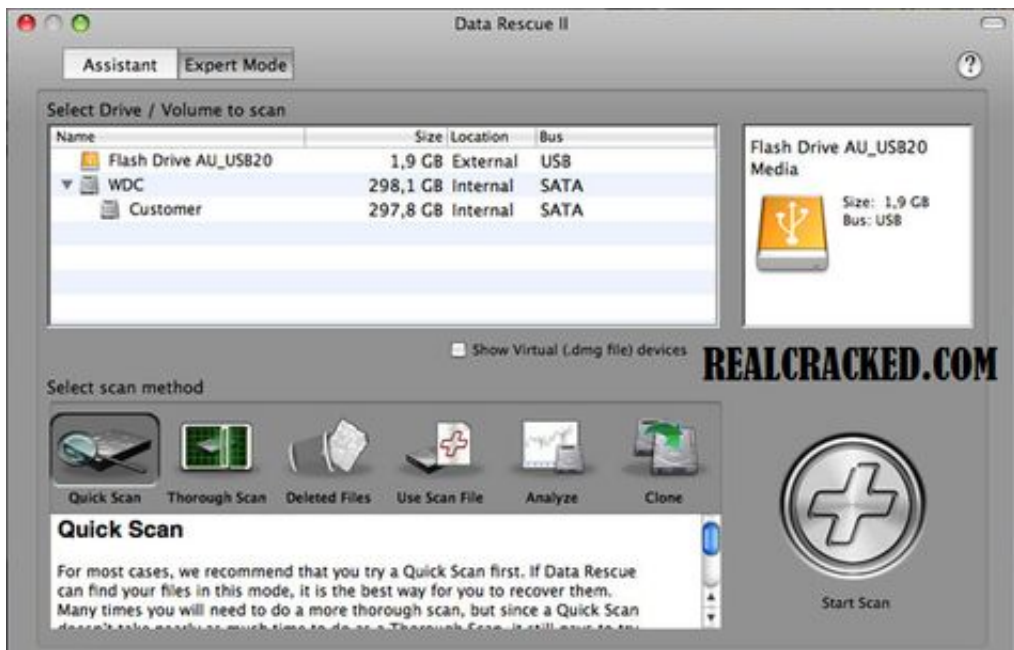 Data Rescue II
Assistant Expert Mode ?
Select Drive / Volume to scan
Name Size Location Bus
Flash Drive AU_USB20 1,9 GB External USB
WDC 298,1 GB Internal SATA
Customer 297,8 GB Internal SATA
Flash Drive AU_USB20
Media
Size: 1,9 GB
Bus: USB
Show Virtual (.dmg file) devices
REALCRACKED.COM
Select scan method
Quick Scan Thorough Scan Deleted Files Use Scan File Analyze Clone
Quick Scan
For most cases, we recommend that you try a Quick Scan first. If Data Rescue
can find your files in this mode, it is the best way for you to recover them.
Many times you will need to do a more thorough scan, but since a Quick Scan
Start Scan